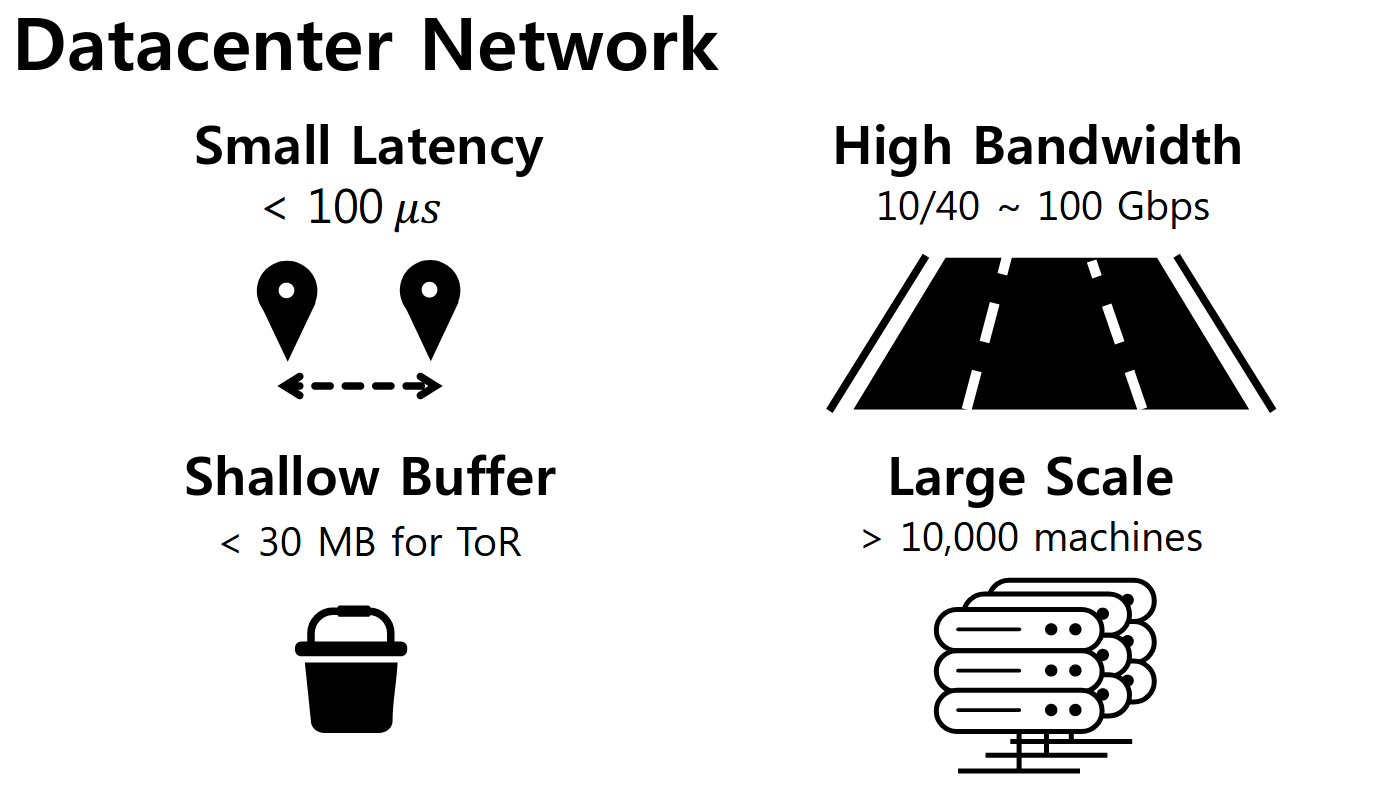 Datacenter Network
Small Latency
< 100 𝜇𝑠
High Bandwidth
10/40 ~ 100 Gbps
Shallow Buffer
< 30 MB for ToR
Large Scale
> 10,000 machines